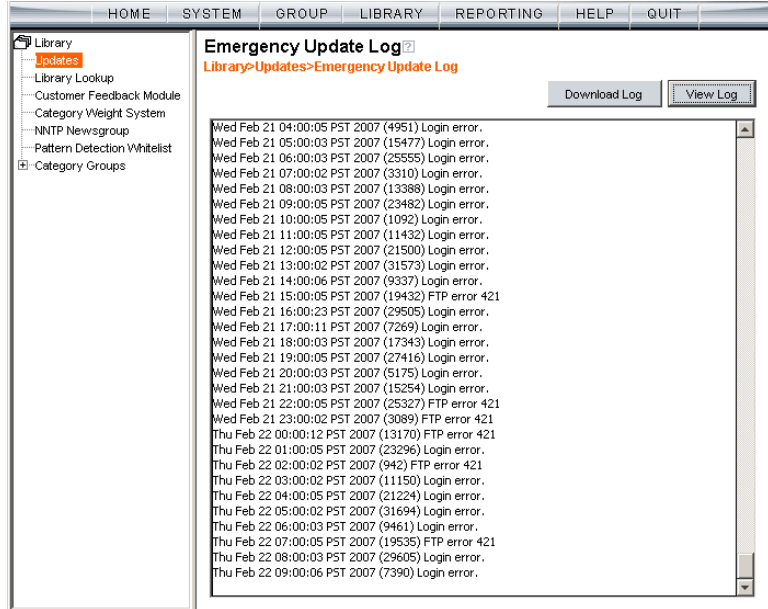 HOME SYSTEM GROUP LIBRARY REPORTING HELP QUIT
Library
Updates
Library Lookup
Customer Feedback Module
Category Weight System
NNTP Newsgroup
Pattern Detection Whitelist
Category Groups
Emergency Update Log
Library>Updates>Emergency Update Log
Download Log View Log
Wed Feb 21 04:00:05 PST 2007 (4951) Login error.
Wed Feb 21 05:00:03 PST 2007 (15477) Login error.
Wed Feb 21 06:00:03 PST 2007 (25555) Login error.
Wed Feb 21 07:00:02 PST 2007 (3310) Login error.
Wed Feb 21 08:00:03 PST 2007 (13388) Login error.
Wed Feb 21 09:00:05 PST 2007 (23482) Login error.
Wed Feb 21 10:00:05 PST 2007 (1092) Login error.
Wed Feb 21 11:00:05 PST 2007 (11432) Login error.
Wed Feb 21 12:00:05 PST 2007 (21500) Login error.
Wed Feb 21 13:00:02 PST 2007 (31573) Login error.
Wed Feb 21 14:00:06 PST 2007 (9337) Login error.
Wed Feb 21 15:00:05 PST 2007 (19432) FTP error 421
Wed Feb 21 16:00:23 PST 2007 (29505) Login error.
Wed Feb 21 17:00:11 PST 2007 (7269) Login error.
Wed Feb 21 18:00:03 PST 2007 (17343) Login error.
Wed Feb 21 19:00:05 PST 2007 (27416) Login error.
Wed Feb 21 20:00:03 PST 2007 (5175) Login error.
Wed Feb 21 21:00:03 PST 2007 (15254) Login error.
Wed Feb 21 22:00:05 PST 2007 (25327) FTP error 421
Wed Feb 21 23:00:02 PST 2007 (3089) FTP error 421
Thu Feb 22 00:00:12 PST 2007 (13170) FTP error 421
Thu Feb 22 01:00:05 PST 2007 (23296) Login error.
Thu Feb 22 02:00:02 PST 2007 (942) FTP error 421
Thu Feb 22 03:00:02 PST 2007 (11150) Login error.
Thu Feb 22 04:00:05 PST 2007 (21224) Login error.
Thu Feb 22 05:00:02 PST 2007 (31694) Login error.
Thu Feb 22 06:00:03 PST 2007 (9461) Login error.
Thu Feb 22 07:00:05 PST 2007 (19535) FTP error 421
Thu Feb 22 08:00:03 PST 2007 (29605) Login error.
Thu Feb 22 09:00:06 PST 2007 (7390) Login error.